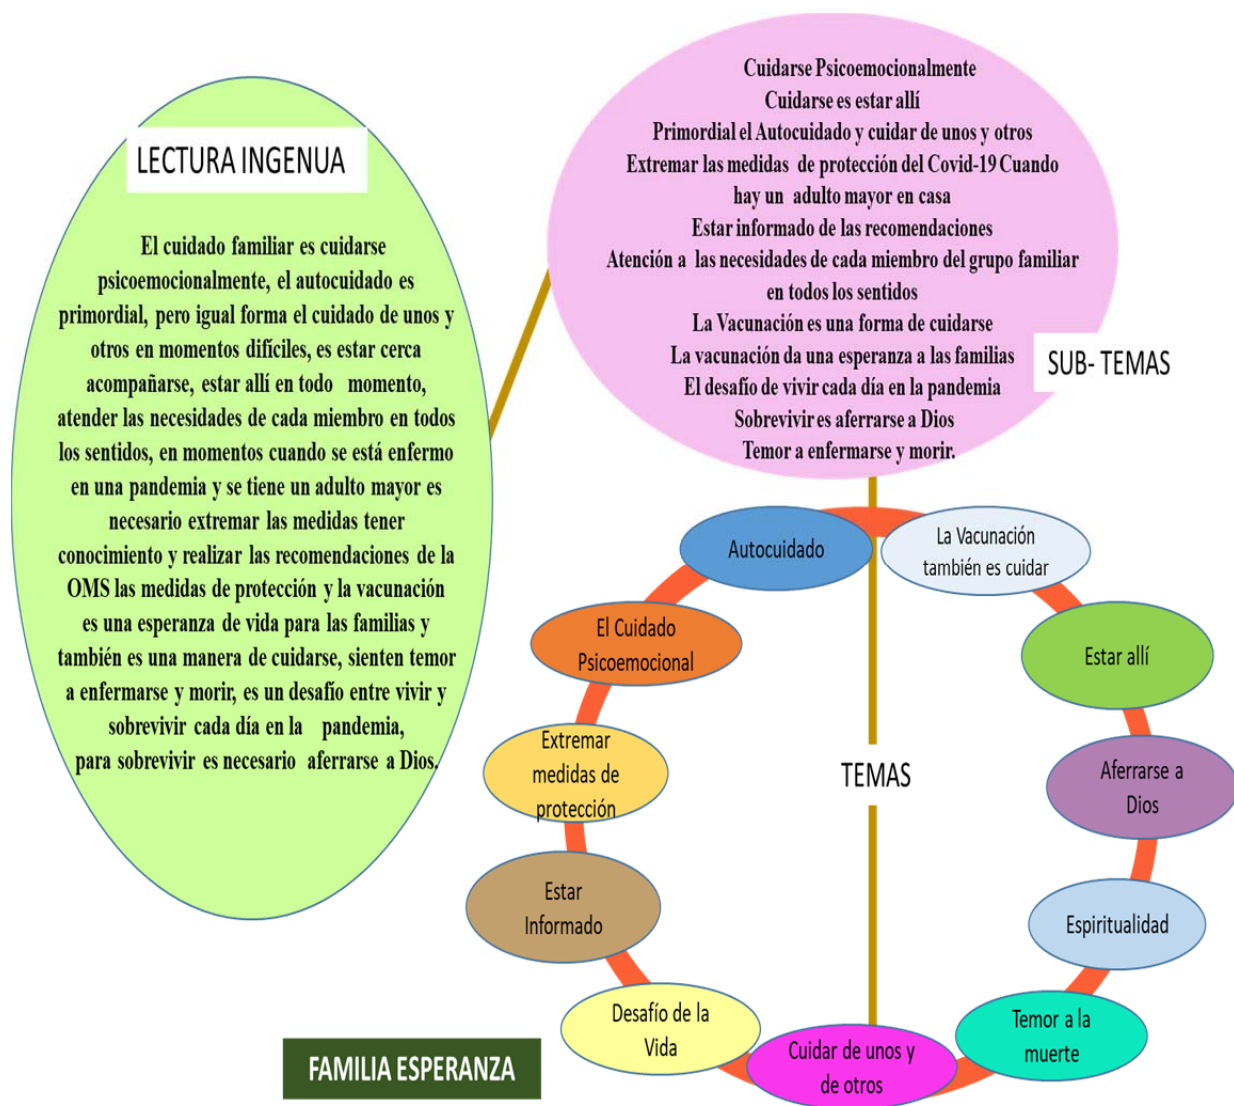 LECTURA INGENUA
El cuidado familiar es cuidarse
psicoemocionalmente, el autocuidado es
primordial, pero igual forma el cuidado de unos y
otros en momentos difíciles, es estar cerca
acompañarse, estar allí en todo momento,
atender las necesidades de cada miembro en todos
los sentidos, en momentos cuando se está enfermo
en una pandemia y se tiene un adulto mayor es
necesario extremar las medidas tener
conocimiento y realizar las recomendaciones de la
OMS las medidas de protección y la vacunación
es una esperanza de vida para las familias y
también es una manera de cuidarse, sienten temor
a enfermarse y morir, es un desafío entre vivir y
sobrevivir cada día en la pandemia,
para sobrevivir es necesario aferrarse a Dios.
Cuidarse Psicoemocionalmente
Cuidarse es estar allí
Primordial el Autocuidado y cuidar de unos y otros
Extremar las medidas de protección del Covid-19 Cuando
hay un adulto mayor en casa
Estar informado de las recomendaciones
Atención a las necesidades de cada miembro del grupo familiar
en todos los sentidos
La Vacunación es una forma de cuidarse
La vacunación da una esperanza a las familias
El desafío de vivir cada día en la pandemia
Sobrevivir es aferrarse a Dios
Temor a enfermarse y morir.
SUB- TEMAS
Autocuidado
La Vacunación
también es cuidar
El Cuidado
Psicoemocional
Estar allí
Extremar
medidas de
protección
TEMAS
Aferrarse a
Dios
Estar
Informado
Espiritualidad
Desafío de la
Vida
Temor a la
muerte
Cuidar de unos y
de otros
FAMILIA ESPERANZA